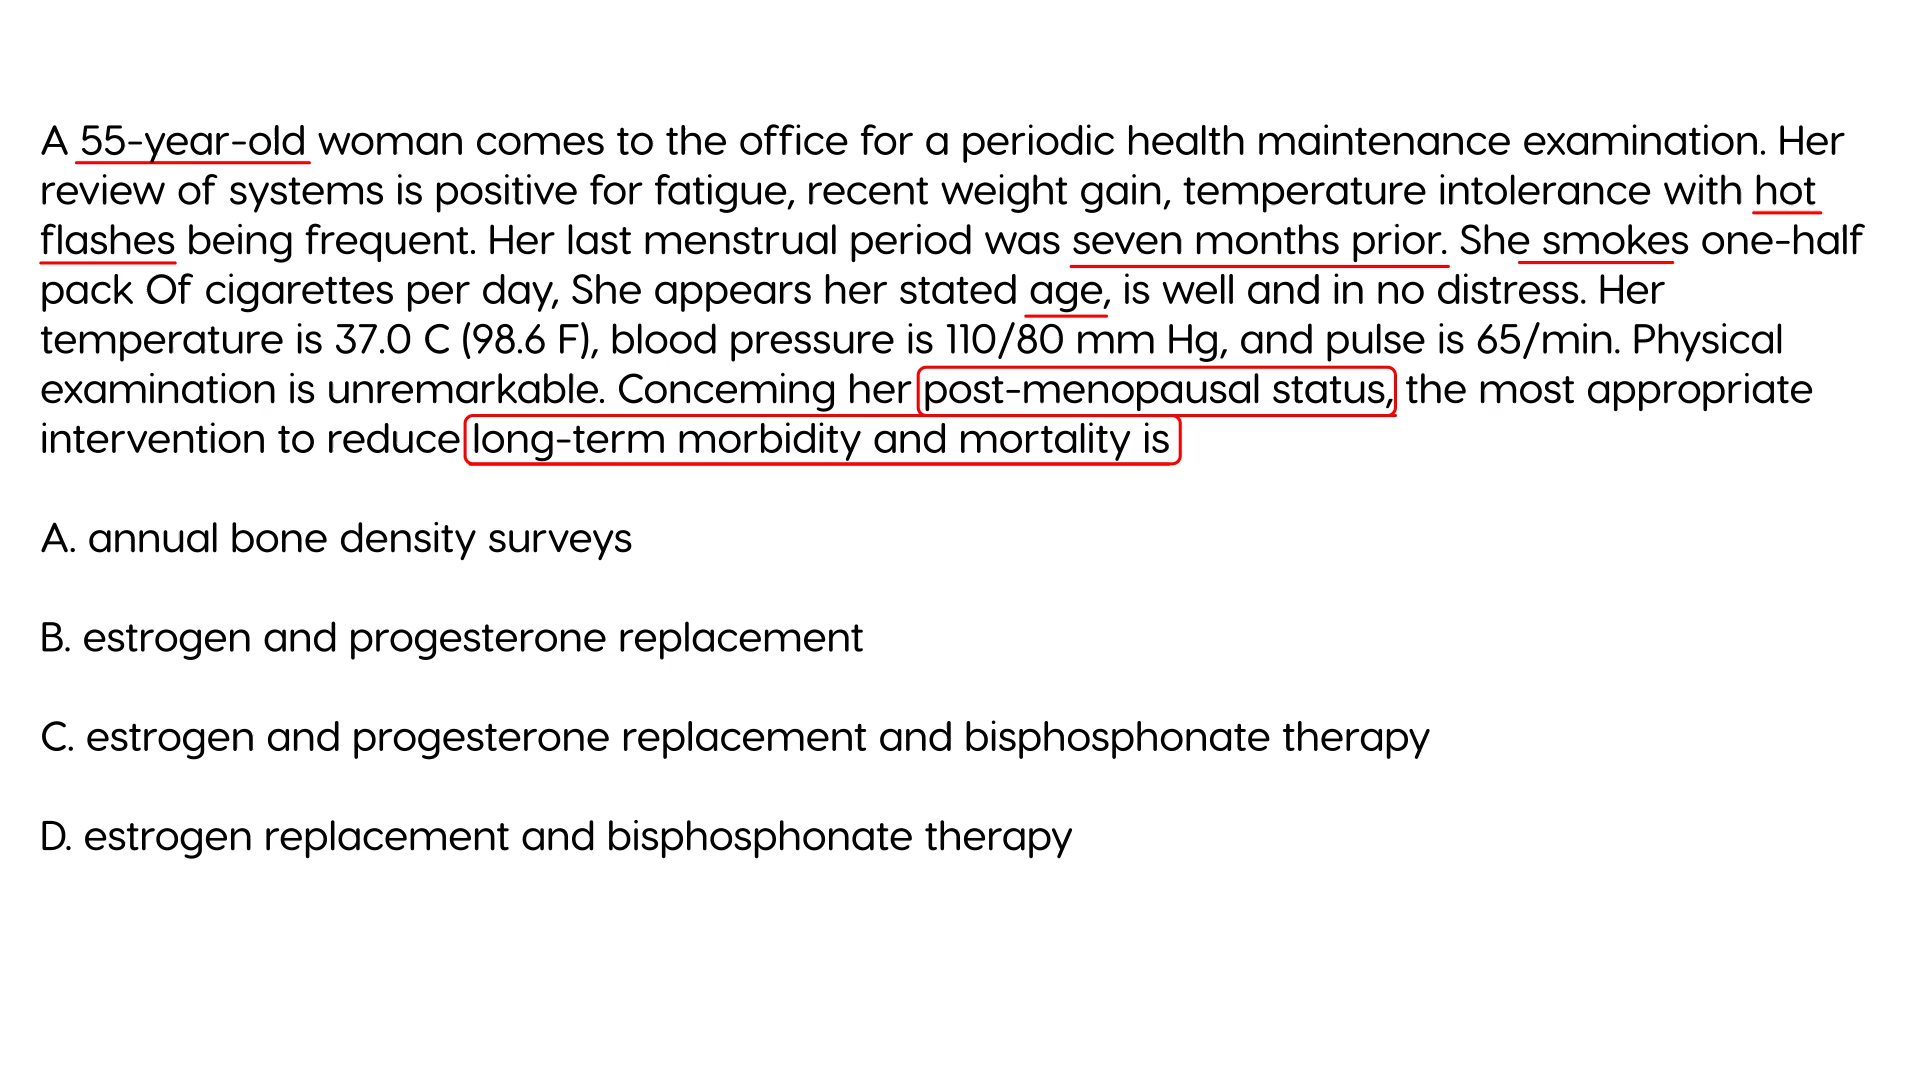 A 55-year-old woman comes to the office for a periodic health maintenance examination. Her
review of systems is positive for fatigue, recent weight gain, temperature intolerance with hot
flashes being frequent. Her last menstrual period was seven months prior. She smokes one-half
pack Of cigarettes per day, She appears her stated age, is well and in no distress. Her
temperature is 37.0 C (98.6 F), blood pressure is 110/80 mm Hg, and pulse is 65/min. Physical
examination is unremarkable. Conceming her post-menopausal status, the most appropriate
intervention to reduce long-term morbidity and mortality is
A. annual bone density surveys
B. estrogen and progesterone replacement
C. estrogen and progesterone replacement and bisphosphonate therapy
D. estrogen replacement and bisphosphonate therapy